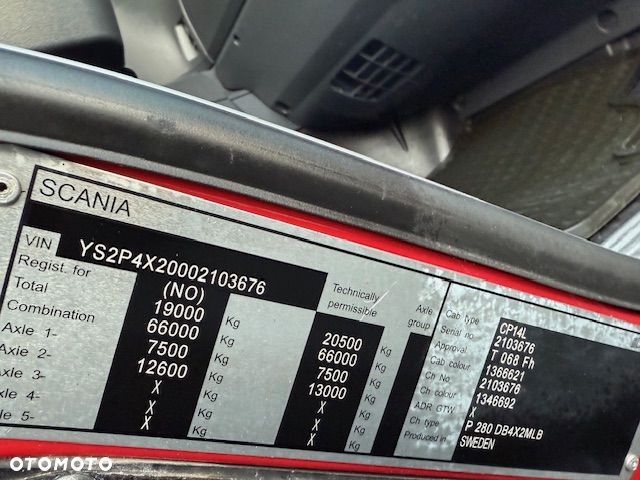 SCANIA
VIN YS2P4X20002103676
Regist. for (NO) Technically permissible Axle group
Total 19000 Kg 20500 Kg
Combination 66000 Kg 66000 Kg
Axle 1- 7500 Kg 7500 Kg
Axle 2- 12600 Kg 13000 Kg
Axle 3- X Kg X Kg
Axle 4- X Kg X Kg
Axle 5- X Kg X Kg
Cab type CP14L
Serial no 2103676
Approval T 068 Fh
Cab colour 1366621
Ch No 2103676
Ch colour 1346692
ADR GTW X
Ch type P 280 DB4X2MLB
Produced in SWEDEN
OTOMOTO